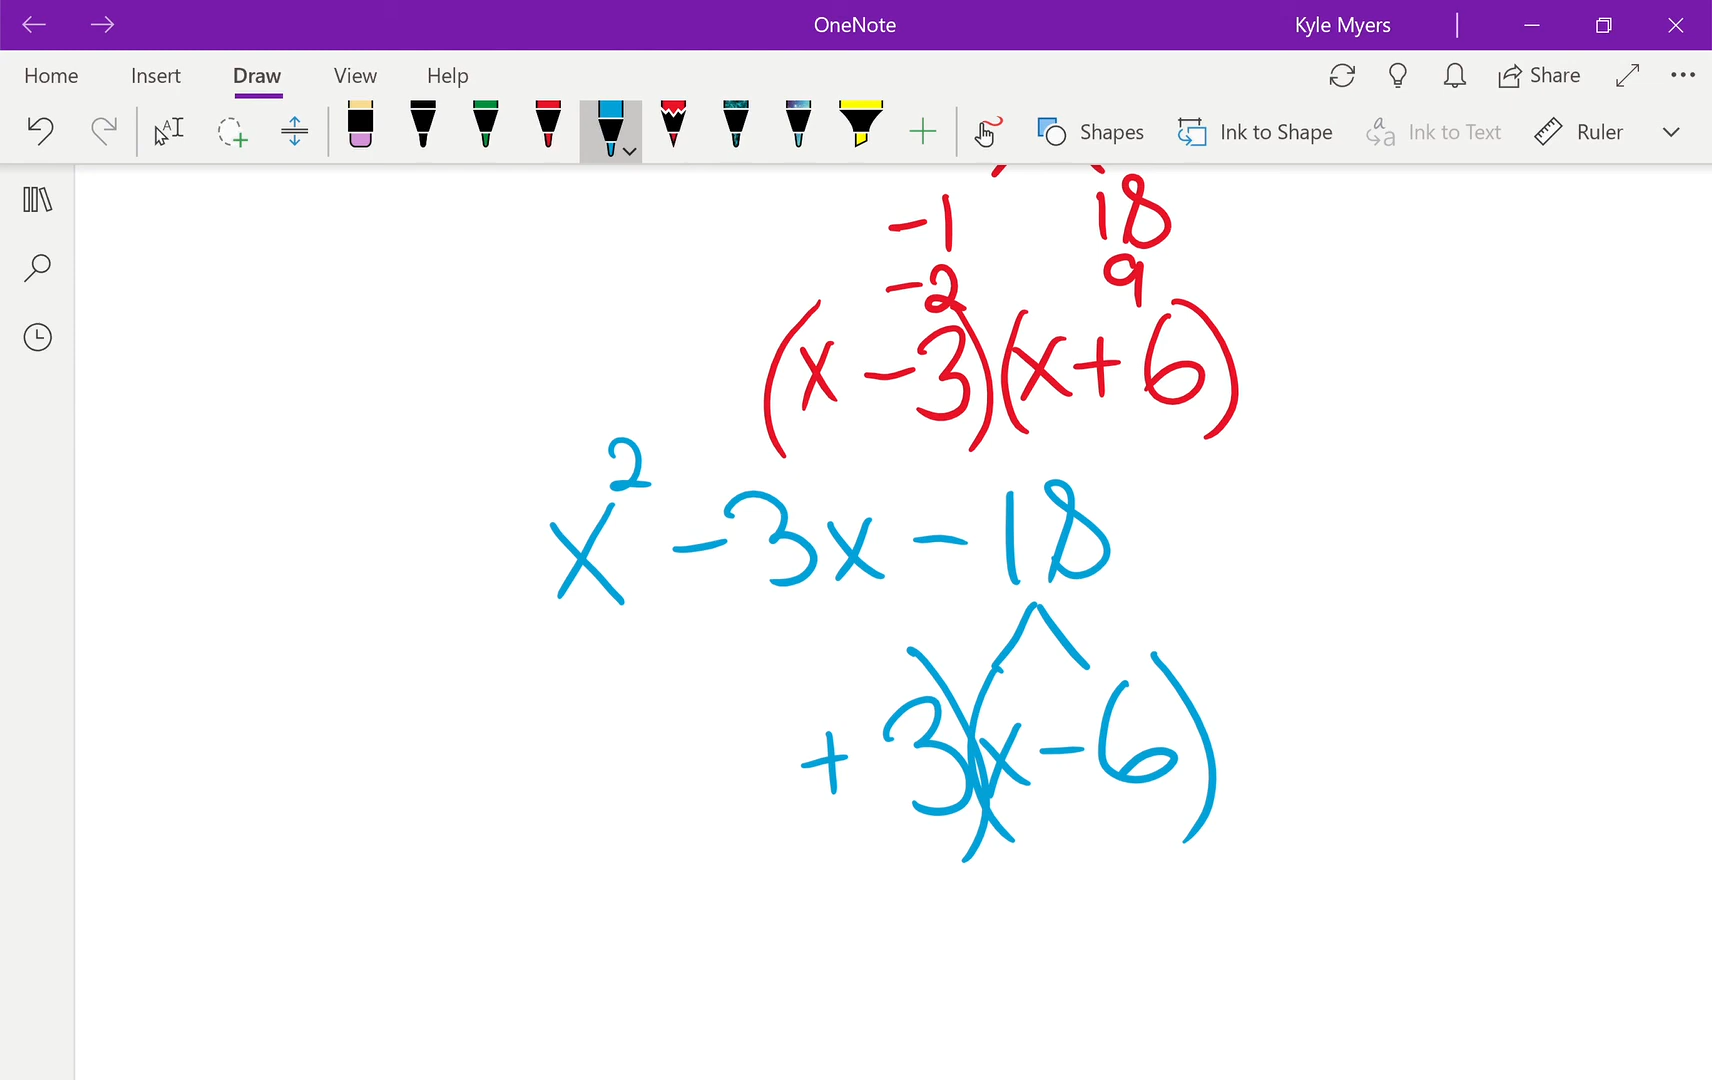 OneNote
Kyle Myers
Home Insert Draw View Help
Share
Shapes Ink to Shape Ink to Text Ruler
-1 18
-2 9
(x - 3)(x + 6)
x² - 3x - 18
+ 3)(x - 6)